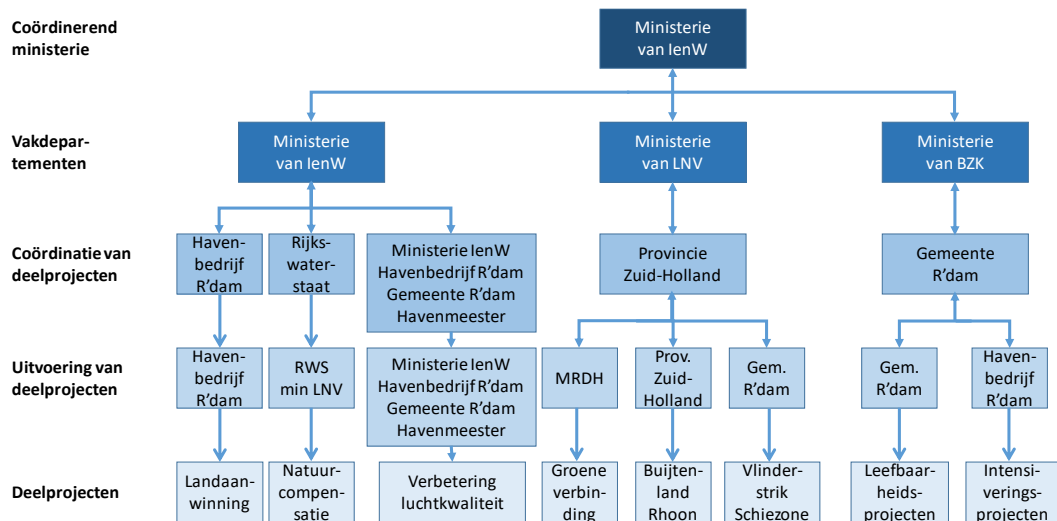 Coördinerend
ministerie
Ministerie
van IenW
Vakdepar-
tementen
Ministerie
van IenW
Ministerie
van LNV
Ministerie
van BZK
Coördinatie van
deelprojecten
Haven-
bedrijf
R'dam
Rijks-
water-
staat
Ministerie IenW
Havenbedrijf R'dam
Gemeente R'dam
Havenmeester
Provincie
Zuid-Holland
Gemeente
R'dam
Uitvoering van
deelprojecten
Haven-
bedrijf
R'dam
RWS
min LNV
Ministerie IenW
Havenbedrijf R'dam
Gemeente R'dam
Havenmeester
MRDH
Prov.
Zuid-
Holland
Gem.
R'dam
Gem.
R'dam
Haven-
bedrijf
R'dam
Deelprojecten
Landaan-
winning
Natuur-
compen-
satie
Verbetering
luchtkwaliteit
Groene
verbin-
ding
Buijten-
land
Rhoon
Vlinder-
strik
Schiezone
Leefbaar-
heids-
projecten
Intensi-
verings-
projecten